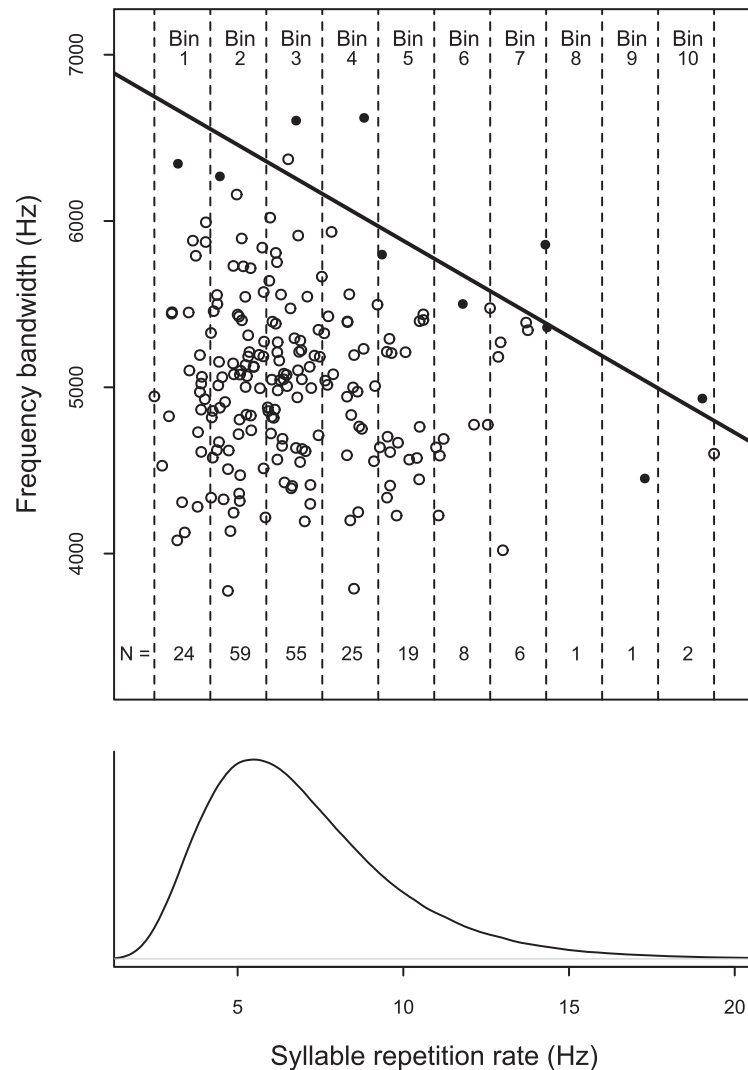 Bin Bin Bin Bin Bin Bin Bin Bin Bin Bin
1 2 3 4 5 6 7 8 9 10
7000
6000
5000
4000
Frequency bandwidth (Hz)
N = 24 59 55 25 19 8 6 1 1 2
5 10 15 20
Syllable repetition rate (Hz)